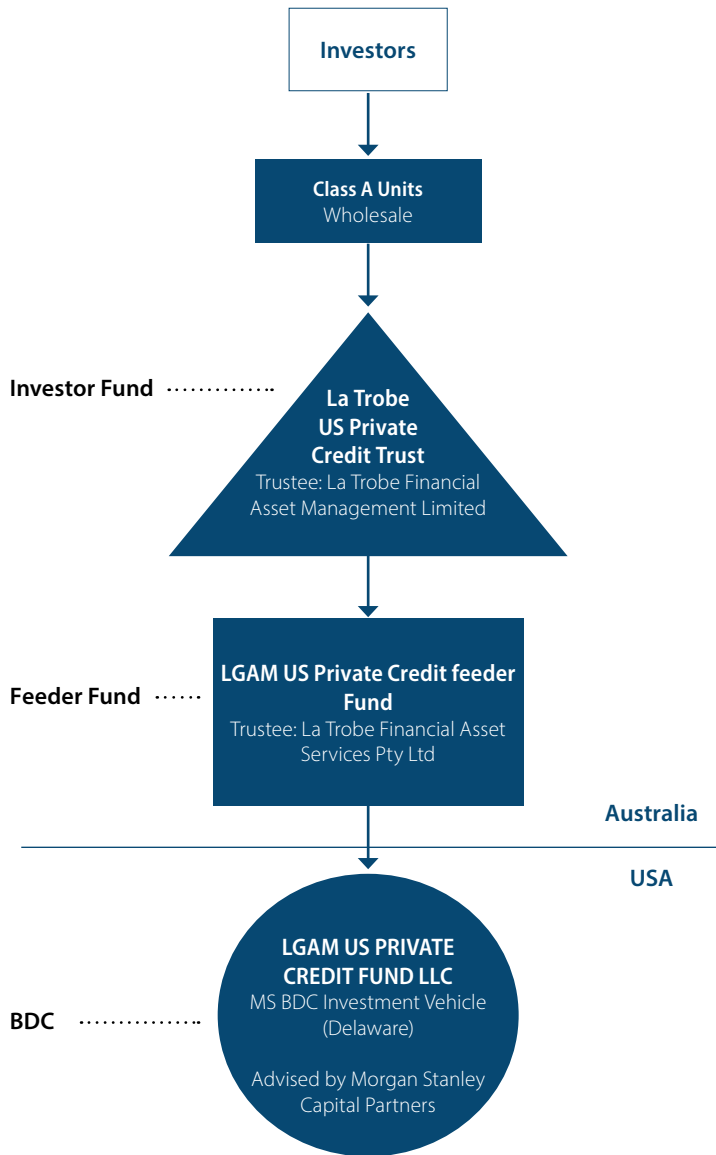 Investors
Class A Units
Wholesale
Investor Fund
La Trobe
US Private
Credit Trust
Trustee: La Trobe Financial
Asset Management Limited
LGAM US Private Credit feeder
Fund
Feeder Fund
Trustee: La Trobe Financial Asset
Services Pty Ltd
Australia
USA
LGAM US PRIVATE
CREDIT FUND LLC
MS BDC Investment Vehicle
(Delaware)
BDC
Advised by Morgan Stanley
Capital Partners